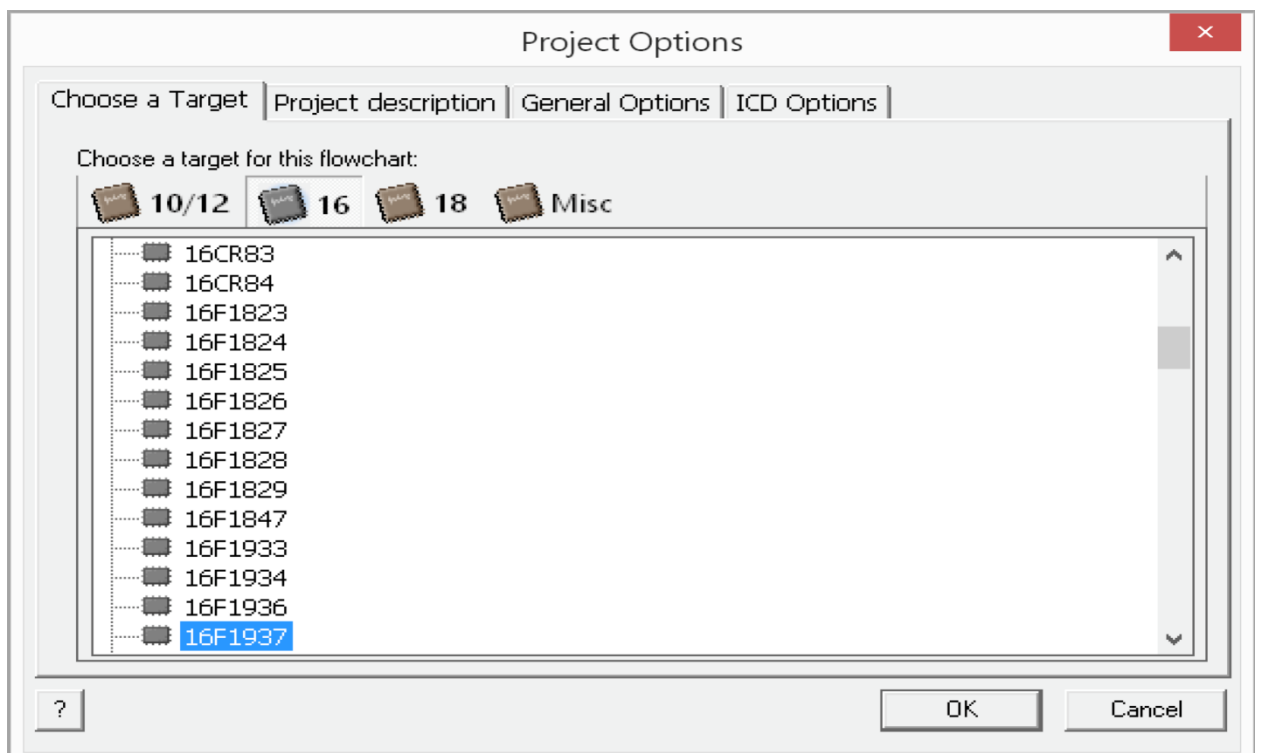 Project Options
Choose a Target Project description General Options ICD Options
Choose a target for this flowchart:
10/12 16 18 Misc
16CR83
16CR84
16F1823
16F1824
16F1825
16F1826
16F1827
16F1828
16F1829
16F1847
16F1933
16F1934
16F1936
16F1937
? OK Cancel